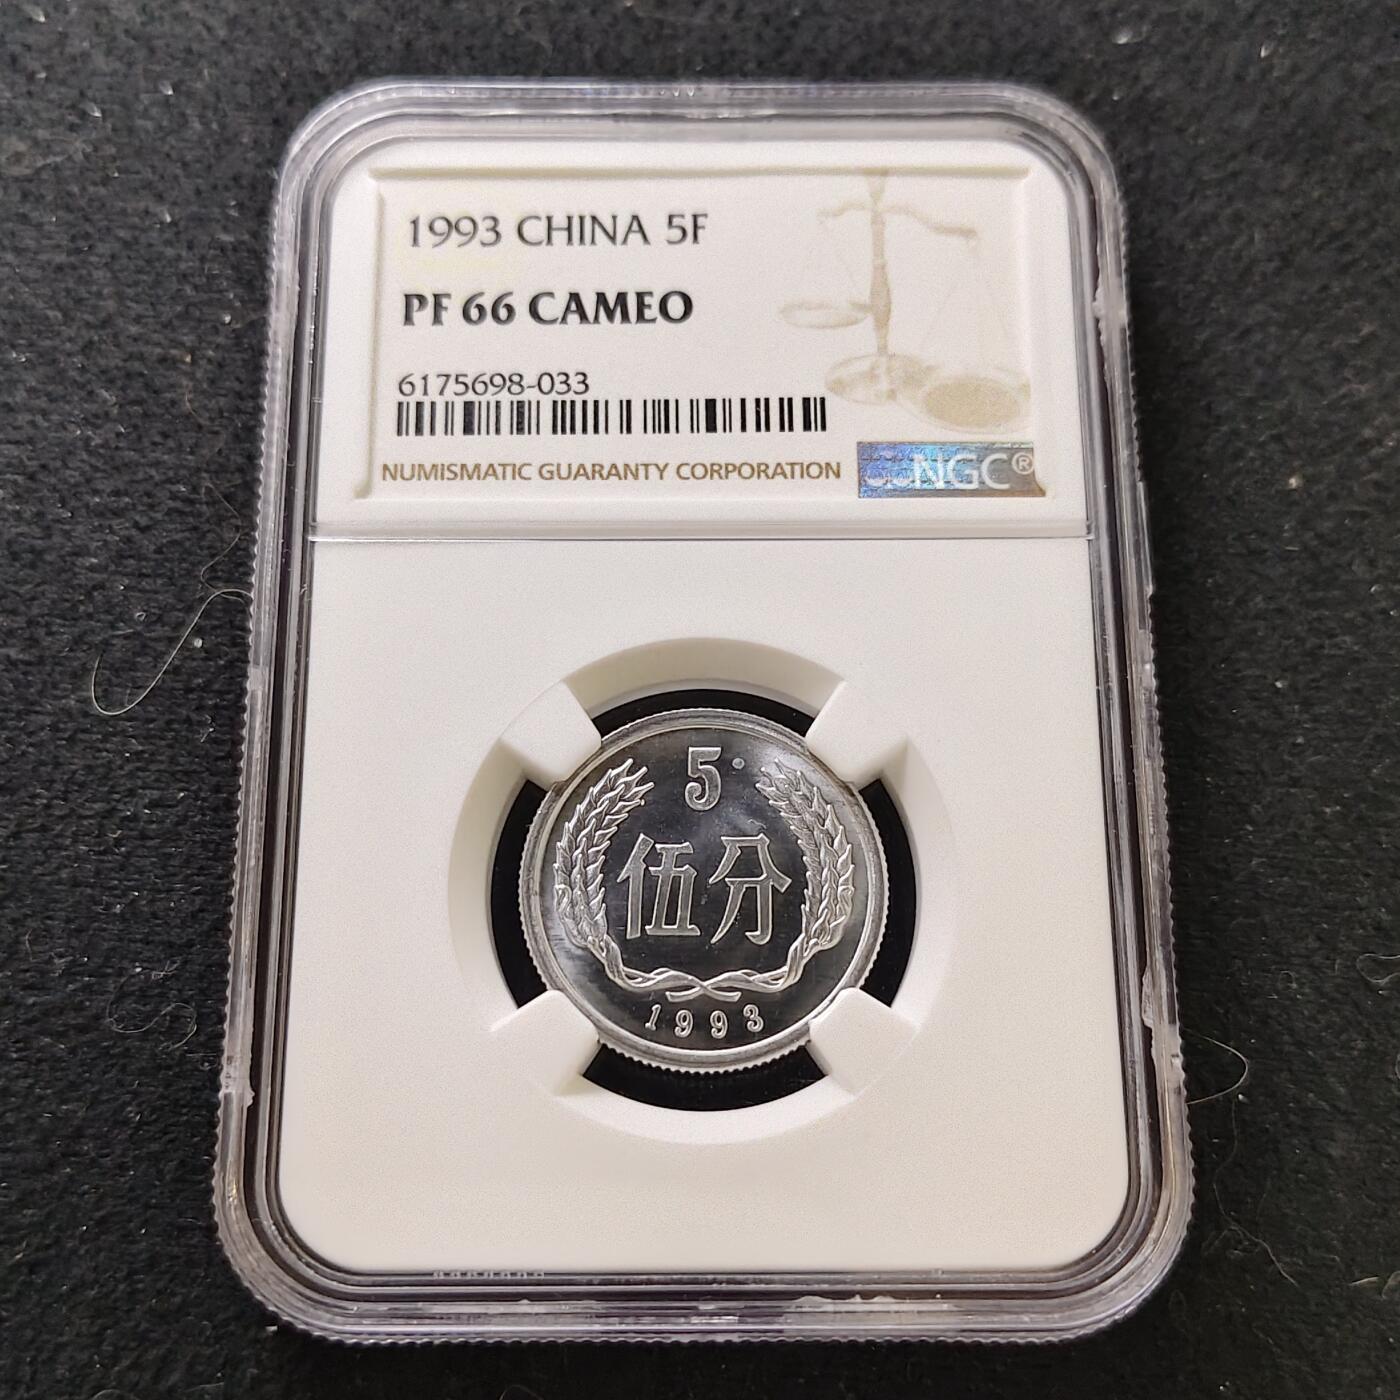 1993 CHINA 5F
PF 66 CAMEO
6175698-033
NUMISMATIC GUARANTY CORPORATION
NGC®
5
伍分
1993